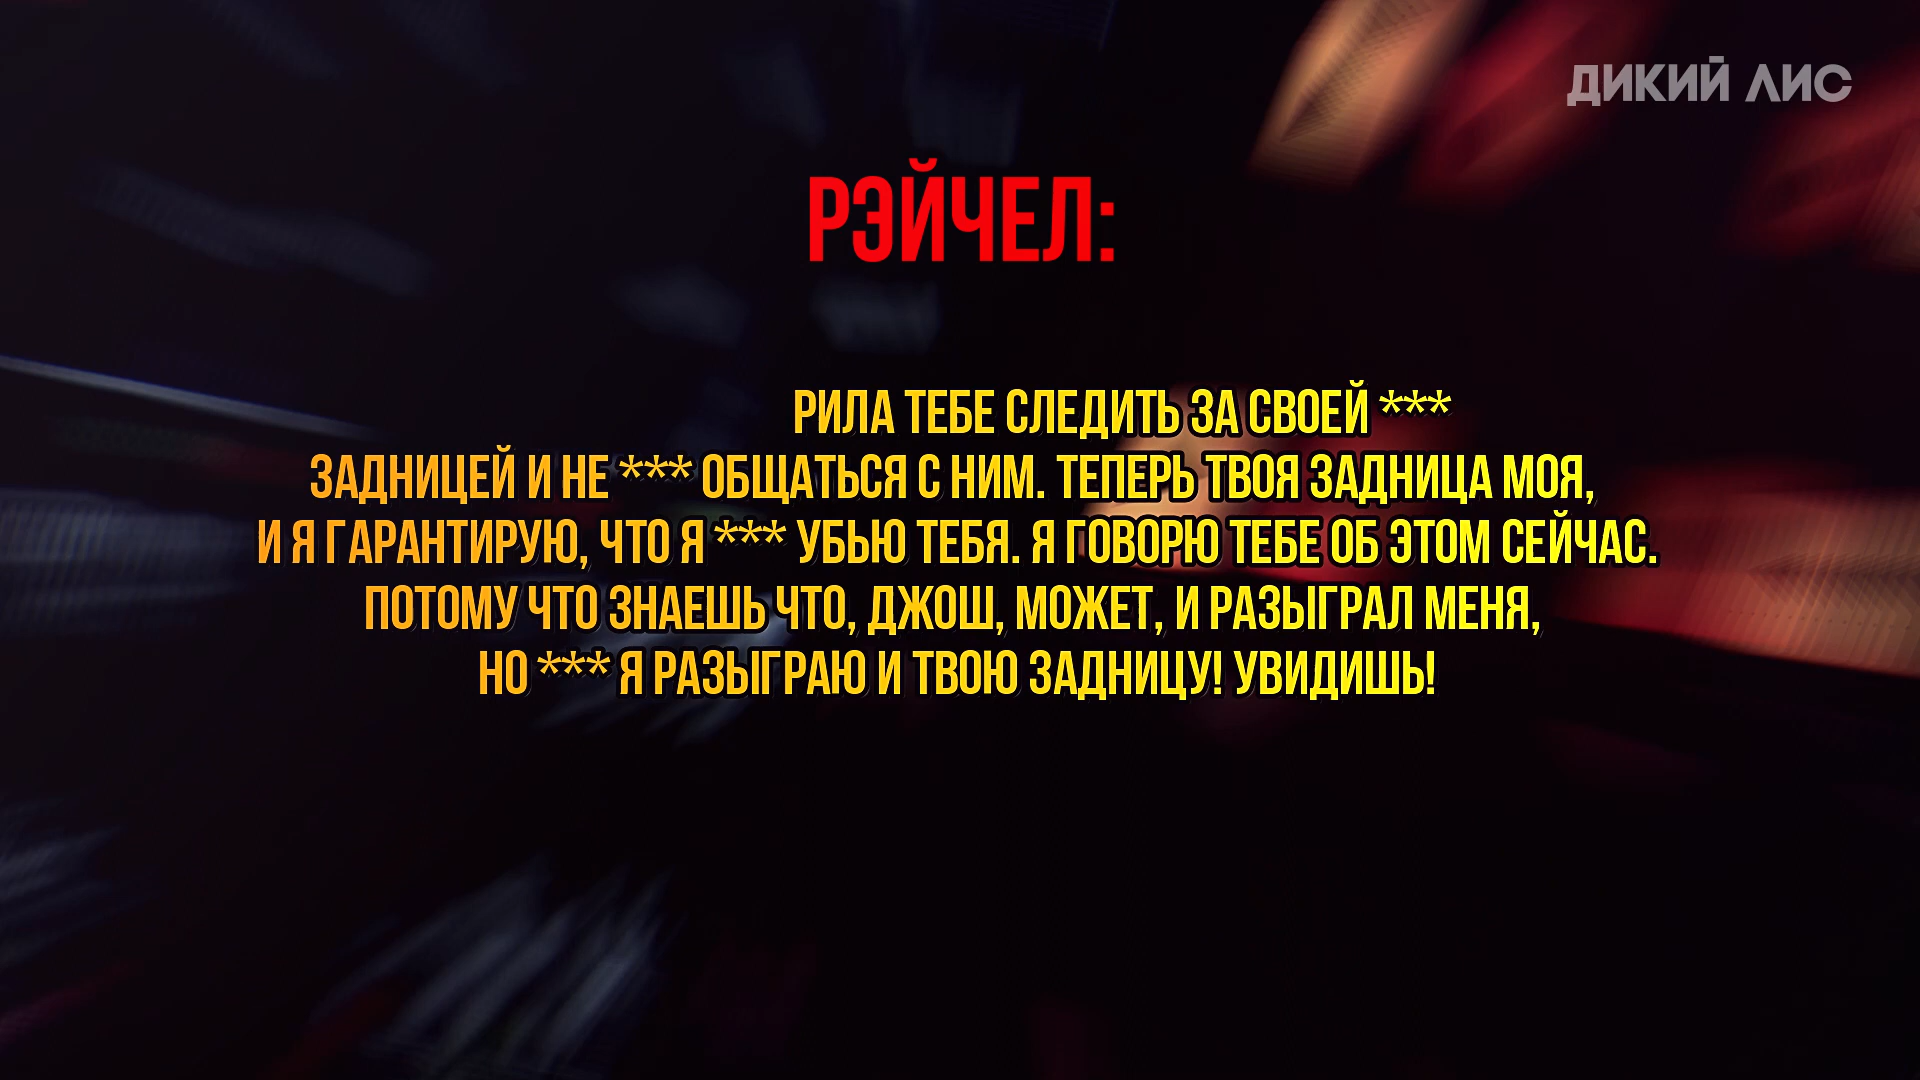 ДИКИЙ ЛИС
РЭЙЧЕЛ:
РИЛА ТЕБЕ СЛЕДИТЬ ЗА СВОЕЙ ***
ЗАДНИЦЕЙ И НЕ *** ОБЩАТЬСЯ С НИМ. ТЕПЕРЬ ТВОЯ ЗАДНИЦА МОЯ,
И Я ГАРАНТИРУЮ, ЧТО Я *** УБЬЮ ТЕБЯ. Я ГОВОРЮ ТЕБЕ ОБ ЭТОМ СЕЙЧАС.
ПОТОМУ ЧТО ЗНАЕШЬ ЧТО, ДЖОШ, МОЖЕТ, И РАЗЫГРАЛ МЕНЯ,
НО *** Я РАЗЫГРАЮ И ТВОЮ ЗАДНИЦУ! УВИДИШЬ!